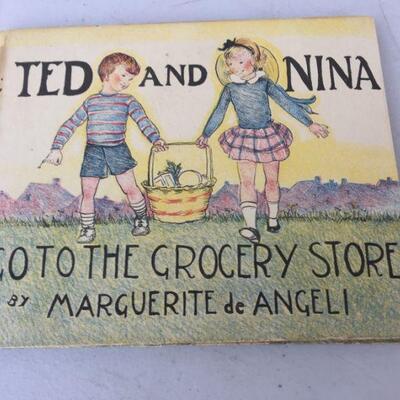 TED AND NINA
GO TO THE GROCERY STORE
BY MARGUERITE de ANGELI